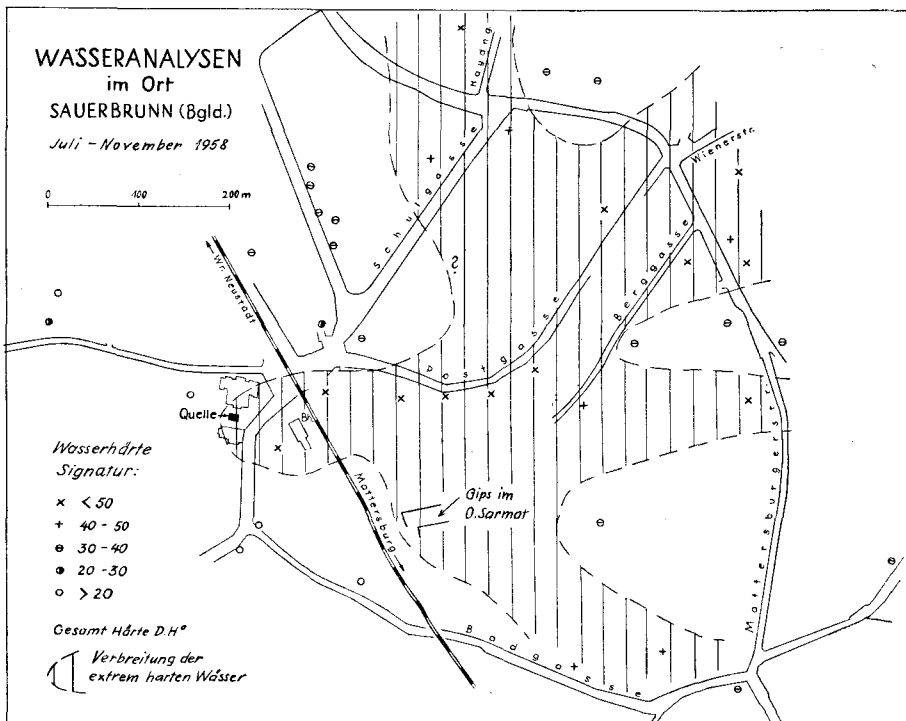 WASSERANALYSEN
im Ort
SAUERBRUNN (Bgld.)
Juli - November 1958
0 100 200 m
Wr. Neustadt
Haydng.
Schulgasse
Wienerstr.
?
Berggasse
Postgasse
Quelle
Bh.
Mattersburg
Gips im
O. Sarmat
Mattersburgerstr.
Badgasse
Wasserhärte
Signatur:
x < 50
+ 40 - 50
⊖ 30 - 40
◑ 20 - 30
○ > 20
Gesamt Härte D.H°
Verbreitung der
extrem harten Wässer